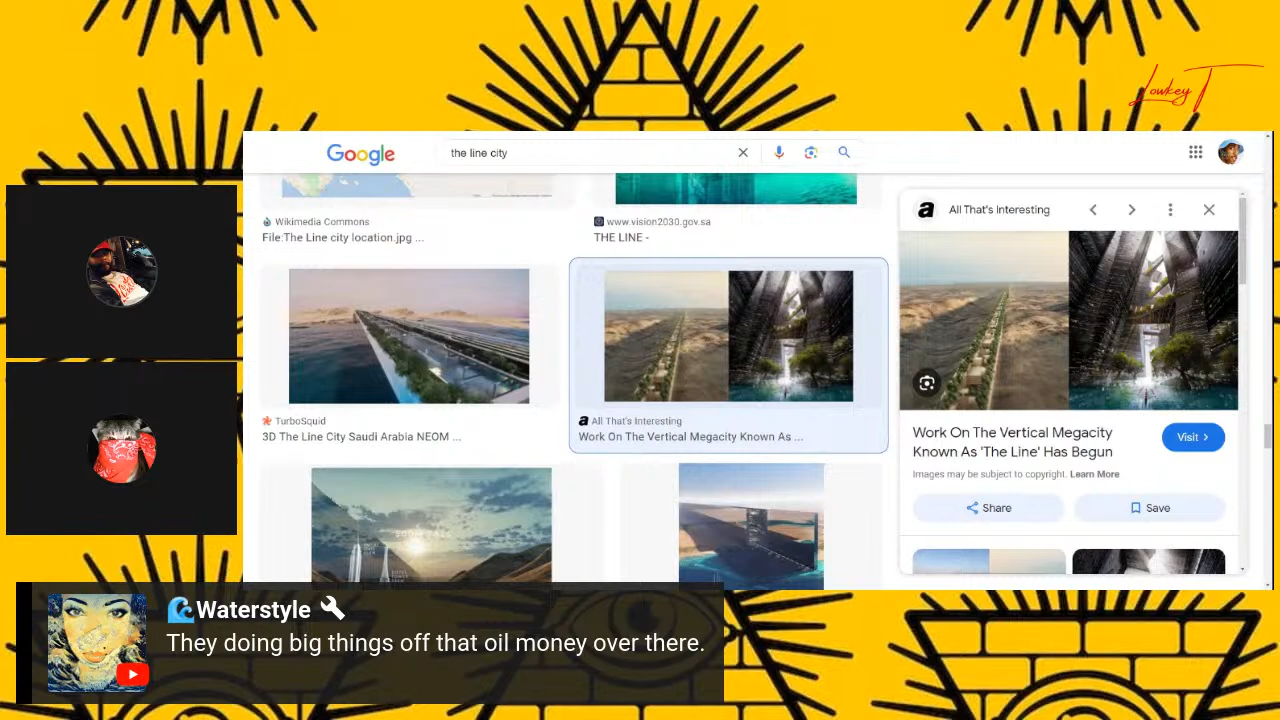 Lowkey T
Google
the line city
Wikimedia Commons
File:The Line city location.jpg ...
www.vision2030.gov.sa
THE LINE -
a All That's Interesting
TurboSquid
3D The Line City Saudi Arabia NEOM ...
a All That's Interesting
Work On The Vertical Megacity Known As ...
Work On The Vertical Megacity
Known As 'The Line' Has Begun
Visit
Images may be subject to copyright. Learn More
Share
Save
🌊Waterstyle 🔧
They doing big things off that oil money over there.